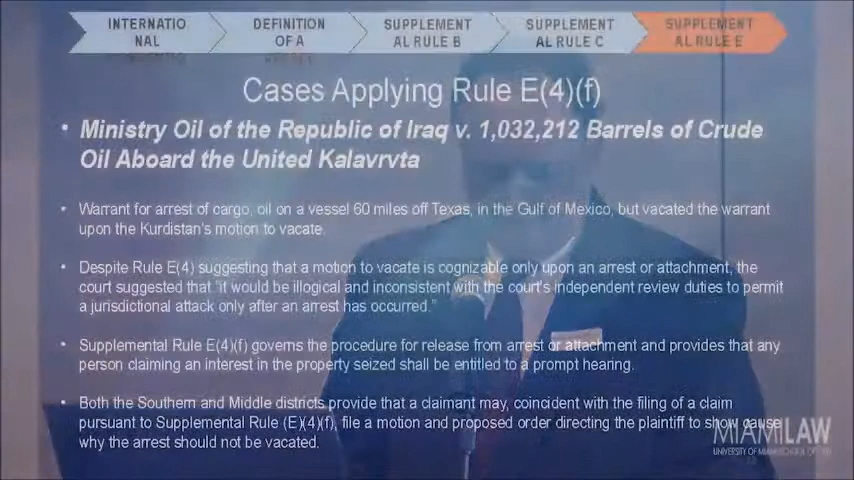 INTERNATIO
NAL
DEFINITION
OF A
SUPPLEMENT
AL RULE B
SUPPLEMENT
AL RULE C
SUPPLEMENT
AL RULE E
Cases Applying Rule E(4)(f)
• Ministry Oil of the Republic of Iraq v. 1,032,212 Barrels of Crude
Oil Aboard the United Kalavrvta
• Warrant for arrest of cargo, oil on a vessel 60 miles off Texas, in the Gulf of Mexico, but vacated the warrant
upon the Kurdistan's motion to vacate.
• Despite Rule E(4) suggesting that a motion to vacate is cognizable only upon an arrest or attachment, the
court suggested that "it would be illogical and inconsistent with the court's independent review duties to permit
a jurisdictional attack only after an arrest has occurred."
• Supplemental Rule E(4)(f) governs the procedure for release from arrest or attachment and provides that any
person claiming an interest in the property seized shall be entitled to a prompt hearing.
• Both the Southern and Middle districts provide that a claimant may, coincident with the filing of a claim
pursuant to Supplemental Rule (E)(4)(f), file a motion and proposed order directing the plaintiff to show cause
why the arrest should not be vacated.
MIAMI LAW
UNIVERSITY OF MIAMI SCHOOL OF LAW